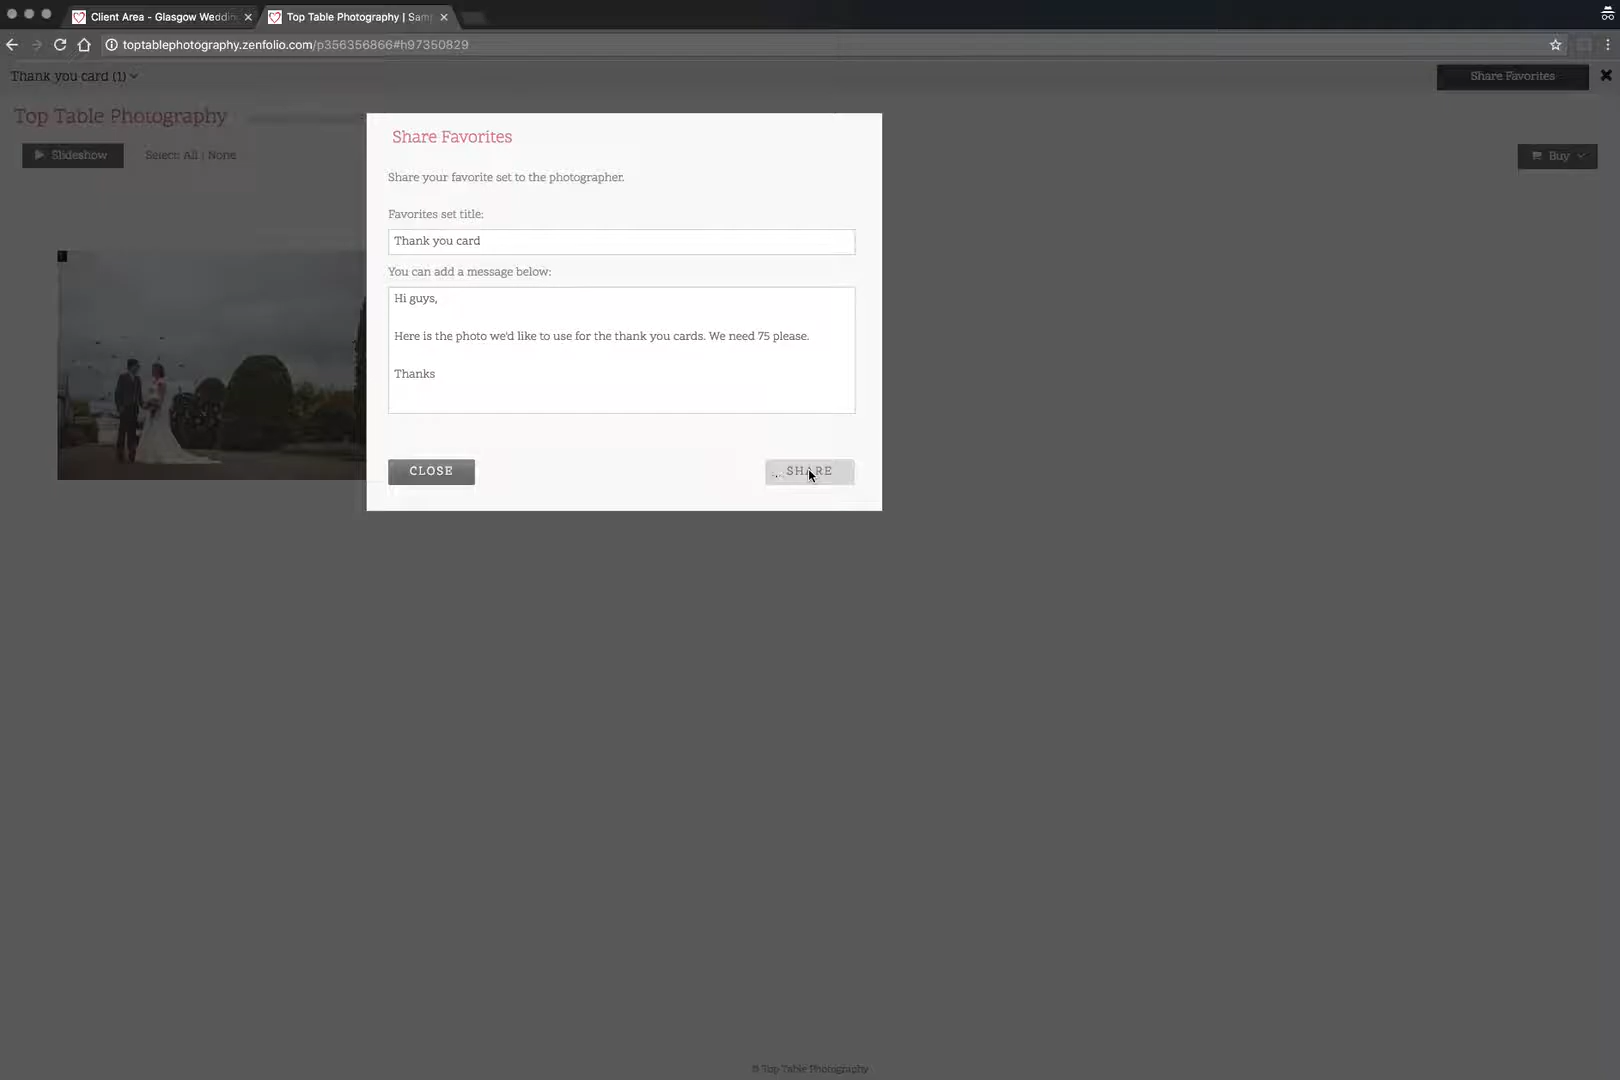 Client Area - Glasgow Weddin
Top Table Photography | Sam
toptablephotography.zenfolio.com/p356356866#h97350829
Thank you card (1)
Share Favorites
Top Table Photography
Slideshow
Select: All | None
Buy
Share Favorites
Share your favorite set to the photographer.
Favorites set title:
Thank you card
You can add a message below:
Hi guys,
Here is the photo we'd like to use for the thank you cards. We need 75 please.
Thanks
CLOSE
SHARE
© Top Table Photography